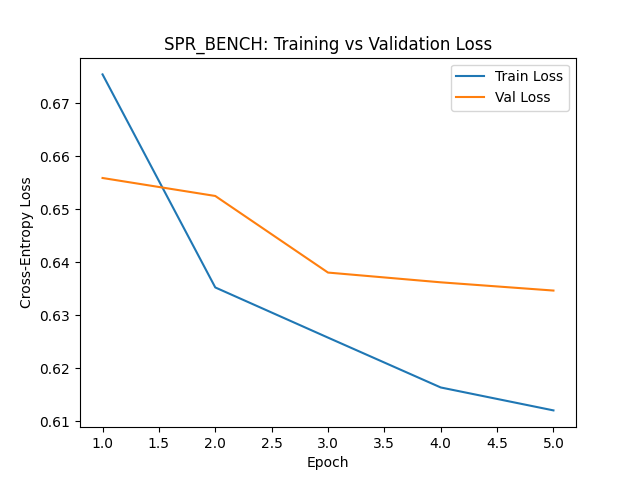 SPR_BENCH: Training vs Validation Loss
Train Loss
Val Loss
Cross-Entropy Loss
0.67
0.66
0.65
0.64
0.63
0.62
0.61
1.0 1.5 2.0 2.5 3.0 3.5 4.0 4.5 5.0
Epoch